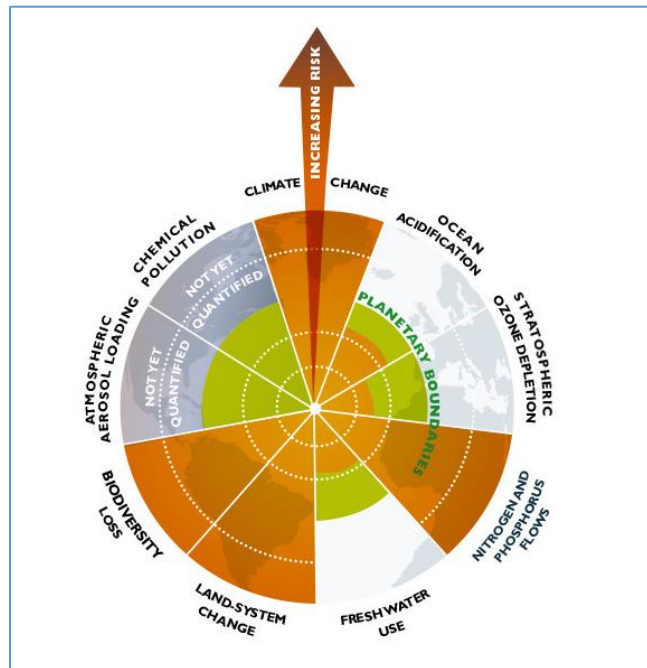 INCREASING RISK
CLIMATE CHANGE
OCEAN
ACIDIFICATION
STRATOSPHERIC
OZONE DEPLETION
NITROGEN AND
PHOSPHORUS
FLOWS
FRESHWATER
USE
LAND-SYSTEM
CHANGE
BIODIVERSITY
LOSS
ATMOSPHERIC
AEROSOL LOADING
NOT YET
QUANTIFIED
CHEMICAL
POLLUTION
NOT YET
QUANTIFIED
PLANETARY BOUNDARIES